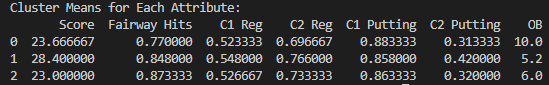 Cluster Means for Each Attribute:
Score Fairway Hits C1 Reg C2 Reg C1 Putting C2 Putting OB
0 23.666667 0.770000 0.523333 0.696667 0.883333 0.313333 10.0
1 28.400000 0.848000 0.548000 0.766000 0.858000 0.420000 5.2
2 23.000000 0.873333 0.526667 0.733333 0.863333 0.320000 6.0